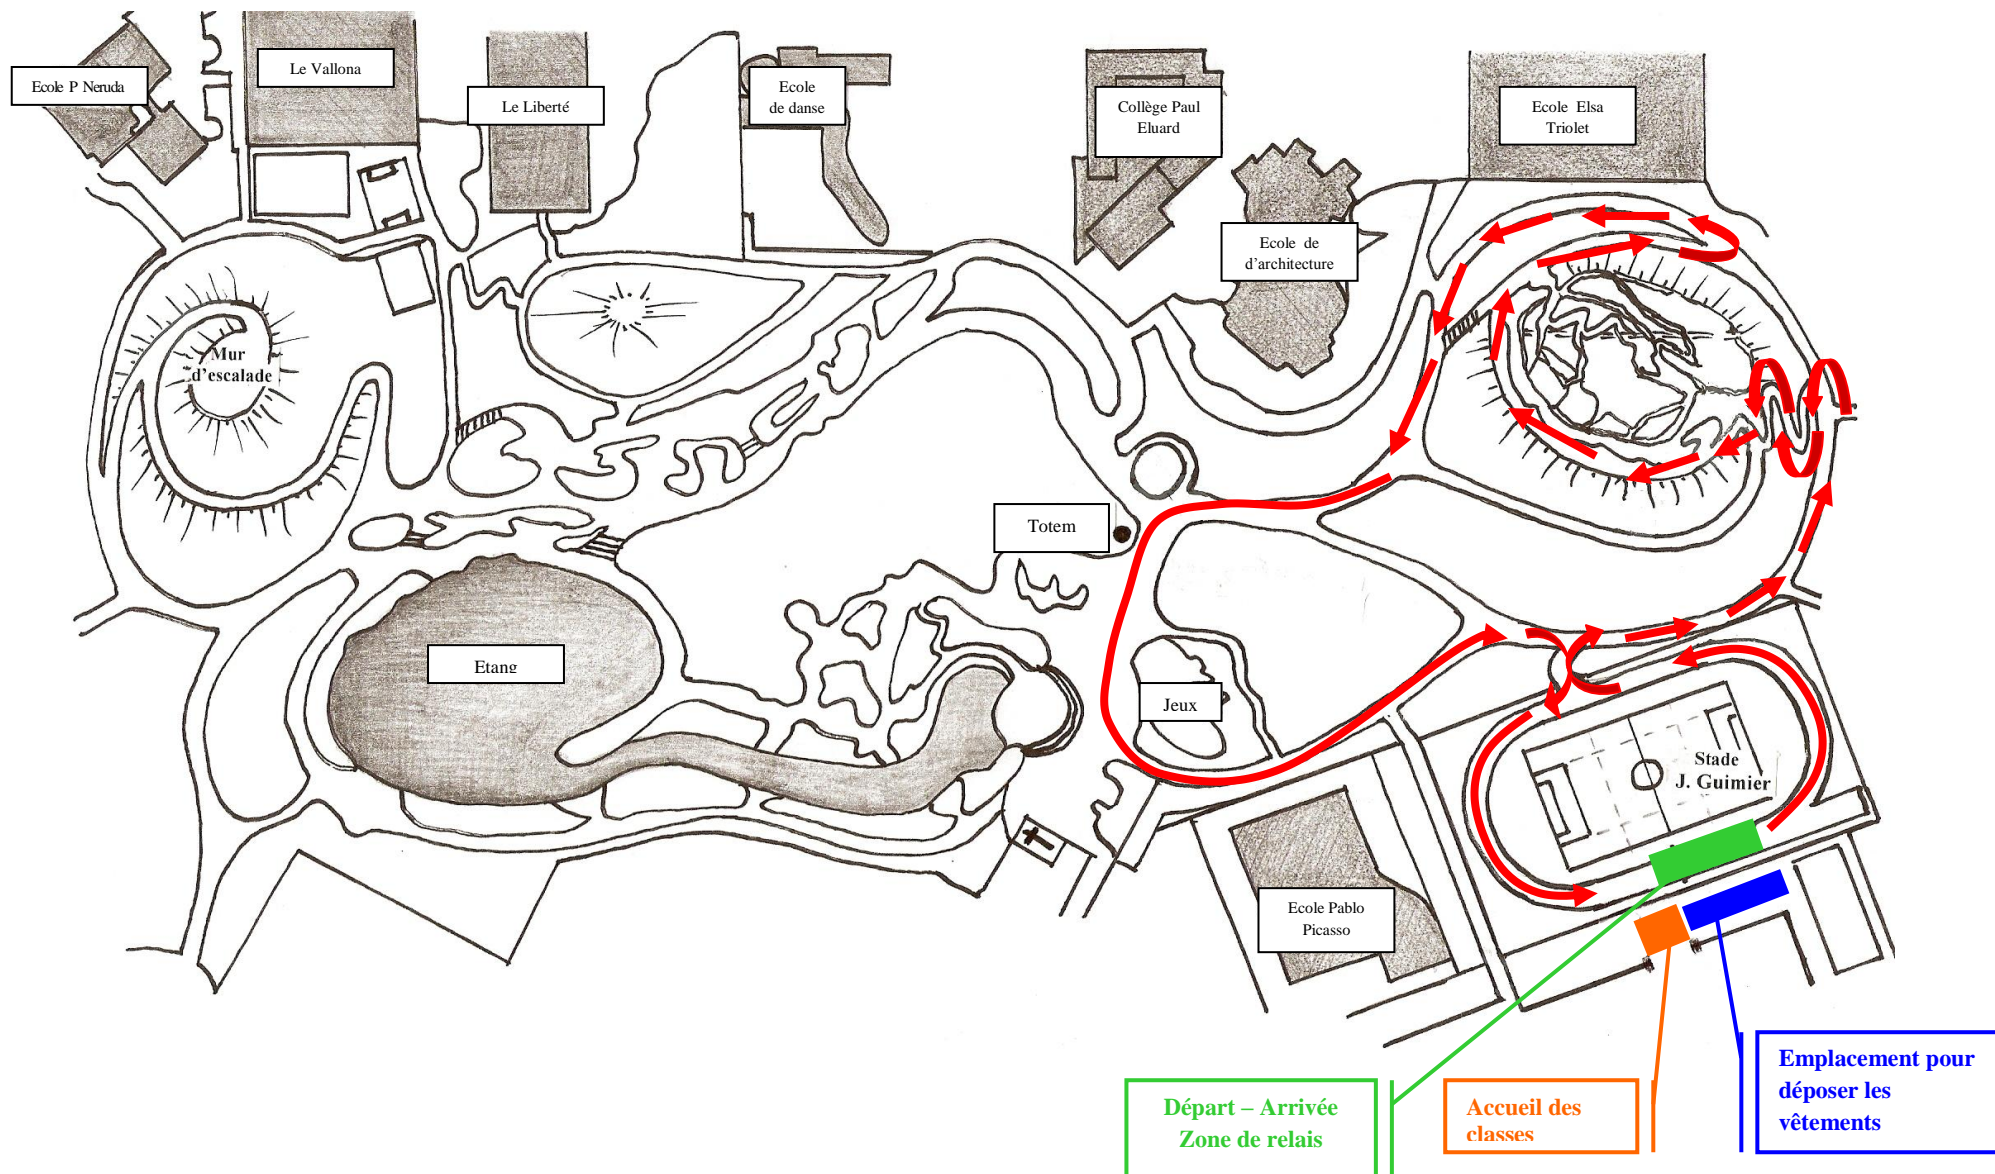 Ecole P Neruda
Le Vallona
Le Liberté
Ecole
de danse
Collège Paul
Eluard
Ecole Elsa
Triolet
Ecole de
d'architecture
Mur
d'escalade
Totem
Etang
Jeux
Stade
J. Guimier
Ecole Pablo
Picasso
Départ – Arrivée
Zone de relais
Accueil des
classes
Emplacement pour
déposer les
vêtements